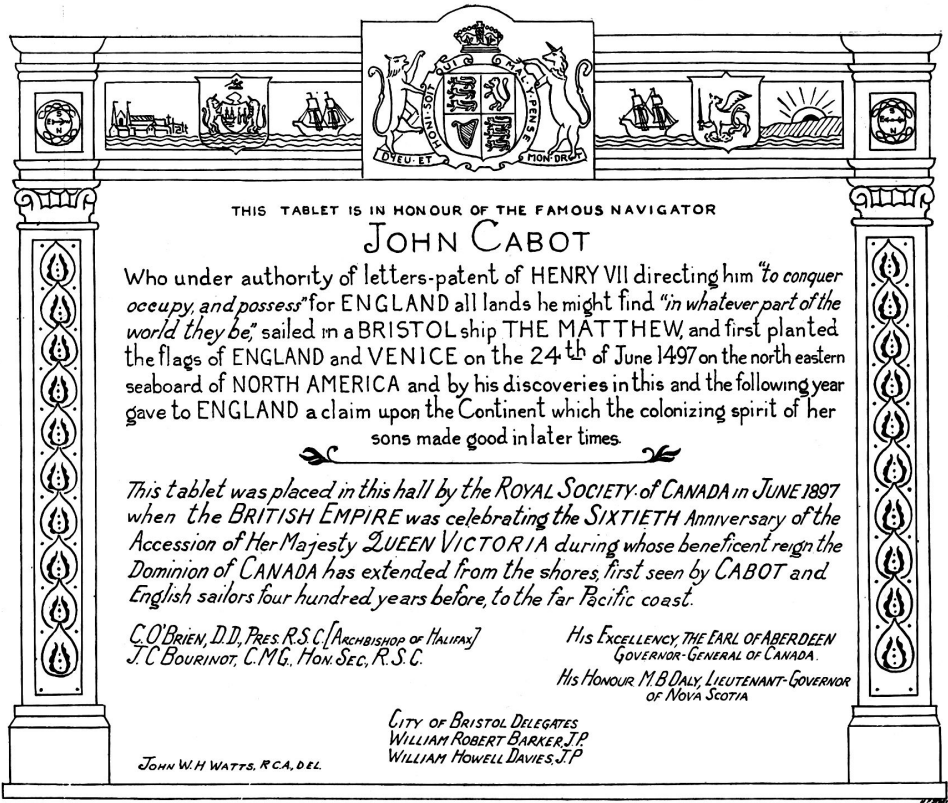 HONI·SOIT QUI MAL·Y·PENSE
DIEU·ET MON·DROIT
S
E W
N
S
E W
N
THIS TABLET IS IN HONOUR OF THE FAMOUS NAVIGATOR
JOHN CABOT
Who under authority of letters-patent of HENRY VII directing him "to conquer
occupy, and possess" for ENGLAND all lands he might find "in whatever part of the
world they be," sailed in a BRISTOL ship THE MATTHEW, and first planted
the flags of ENGLAND and VENICE on the 24th of June 1497 on the north eastern
seaboard of NORTH AMERICA and by his discoveries in this and the following year
gave to ENGLAND a claim upon the Continent which the colonizing spirit of her
sons made good in later times.
This tablet was placed in this hall by the ROYAL SOCIETY of CANADA in JUNE 1897
when the BRITISH EMPIRE was celebrating the SIXTIETH Anniversary of the
Accession of Her Majesty QUEEN VICTORIA during whose beneficent reign the
Dominion of CANADA has extended from the shores, first seen by CABOT and
English sailors four hundred years before, to the far Pacific coast.
C. O'BRIEN, D.D., PRES. R.S.C. [ARCHBISHOP OF HALIFAX]
J. C BOURINOT, C.M.G., HON. SEC, R.S.C.
HIS EXCELLENCY, THE EARL OF ABERDEEN
GOVERNOR-GENERAL OF CANADA.
HIS HONOUR M.B DALY, LIEUTENANT-GOVERNOR
OF NOVA SCOTIA
CITY OF BRISTOL DELEGATES
WILLIAM ROBERT BARKER, J.P.
WILLIAM HOWELL DAVIES, J.P
JOHN W. H WATTS, R C A., DEL.